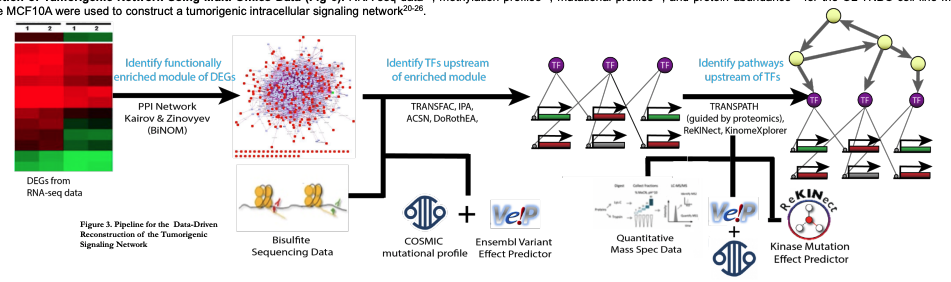 e MCF10A were used to construct a tumorigenic intracellular signaling network20-26.
1 2 1 2
Identify functionally
enriched module of DEGs
PPI Network
Kairov & Zinovyev
(BiNOM)
DEGs from
RNA-seq data
Figure 3. Pipeline for the Data-Driven
Reconstruction of the Tumorigenic
Signaling Network
Bisulfite
Sequencing Data
Identify TFs upstream
of enriched module
TRANSFAC, IPA,
ACSN, DoRothEA,
COSMIC
mutational profile
+
Ve!P
Ensembl Variant
Effect Predictor
TF TF TF
Identify pathways
upstream of TFs
TRANSPATH
(guided by proteomics),
ReKINect, KinomeXplorer
TF TF TF
Quantitative
Mass Spec Data
Ve!P
+
ReKINect
Kinase Mutation
Effect Predictor